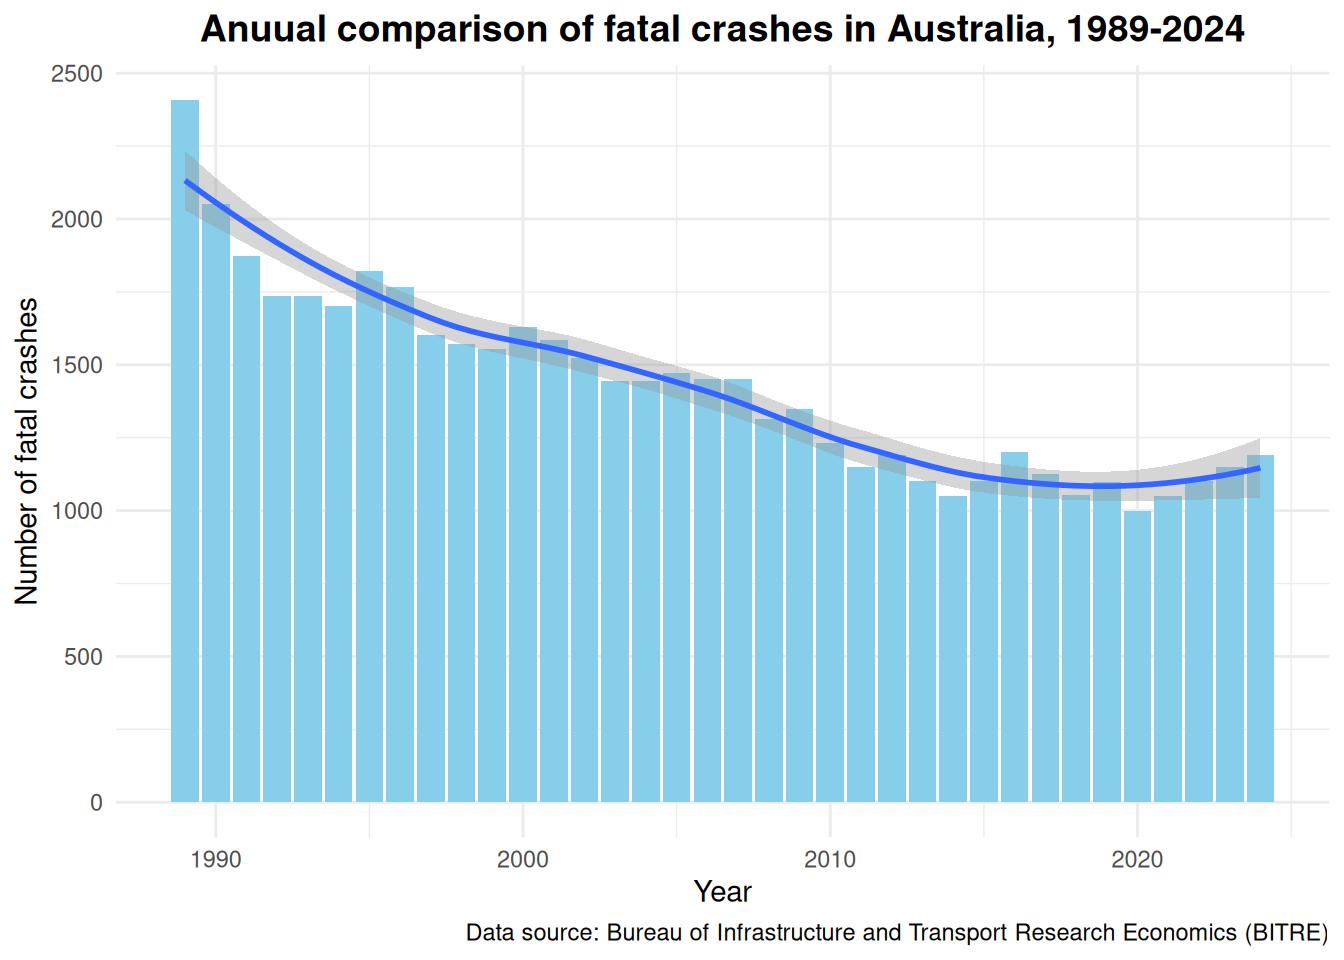 Anuual comparison of fatal crashes in Australia, 1989-2024
2500
2000
1500
1000
500
0
Number of fatal crashes
1990 2000 2010 2020
Year
Data source: Bureau of Infrastructure and Transport Research Economics (BITRE)